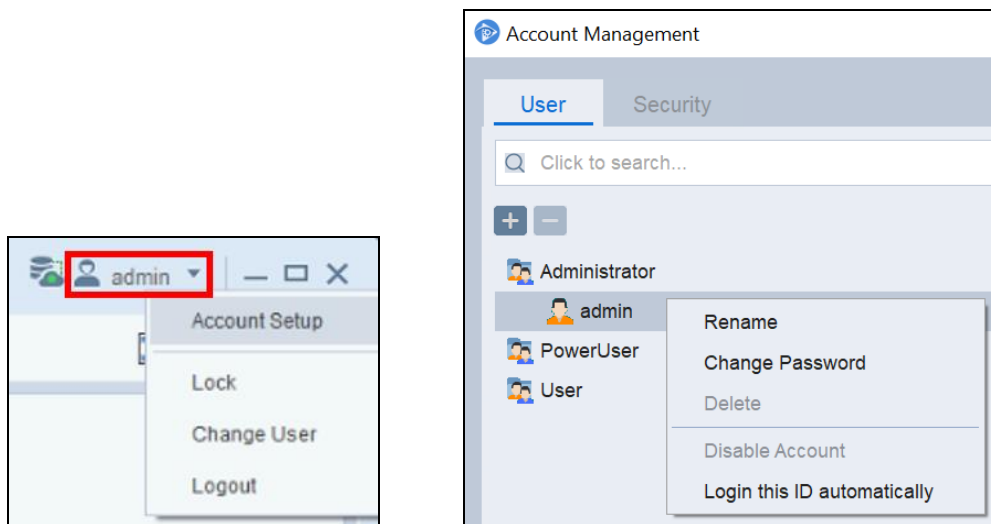 admin
Account Setup
Lock
Change User
Logout
Account Management
User
Security
Click to search...
Administrator
admin
PowerUser
User
Rename
Change Password
Delete
Disable Account
Login this ID automatically